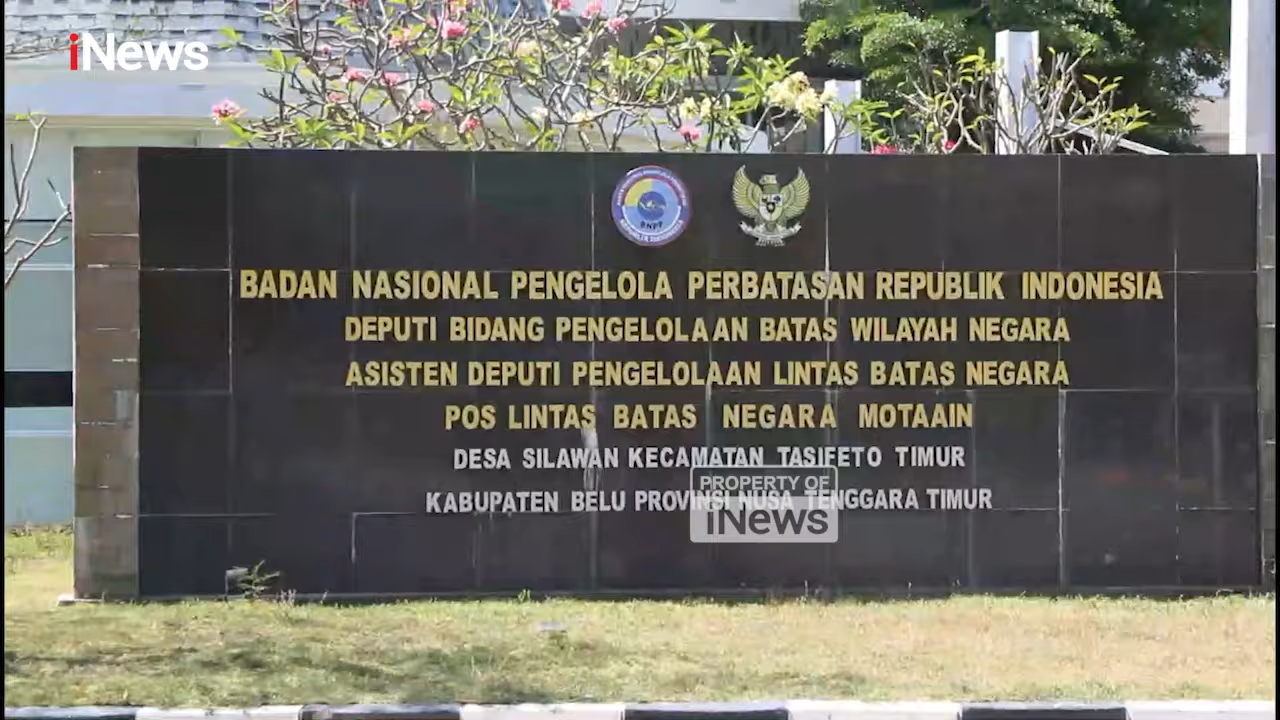 iNews
BNPP
BADAN NASIONAL PENGELOLA PERBATASAN REPUBLIK INDONESIA
DEPUTI BIDANG PENGELOLAAN BATAS WILAYAH NEGARA
ASISTEN DEPUTI PENGELOLAAN LINTAS BATAS NEGARA
POS LINTAS BATAS NEGARA MOTAAIN
DESA SILAWAN KECAMATAN TASIFETO TIMUR
KABUPATEN BELU PROVINSI NUSA TENGGARA TIMUR
PROPERTY OF
iNews